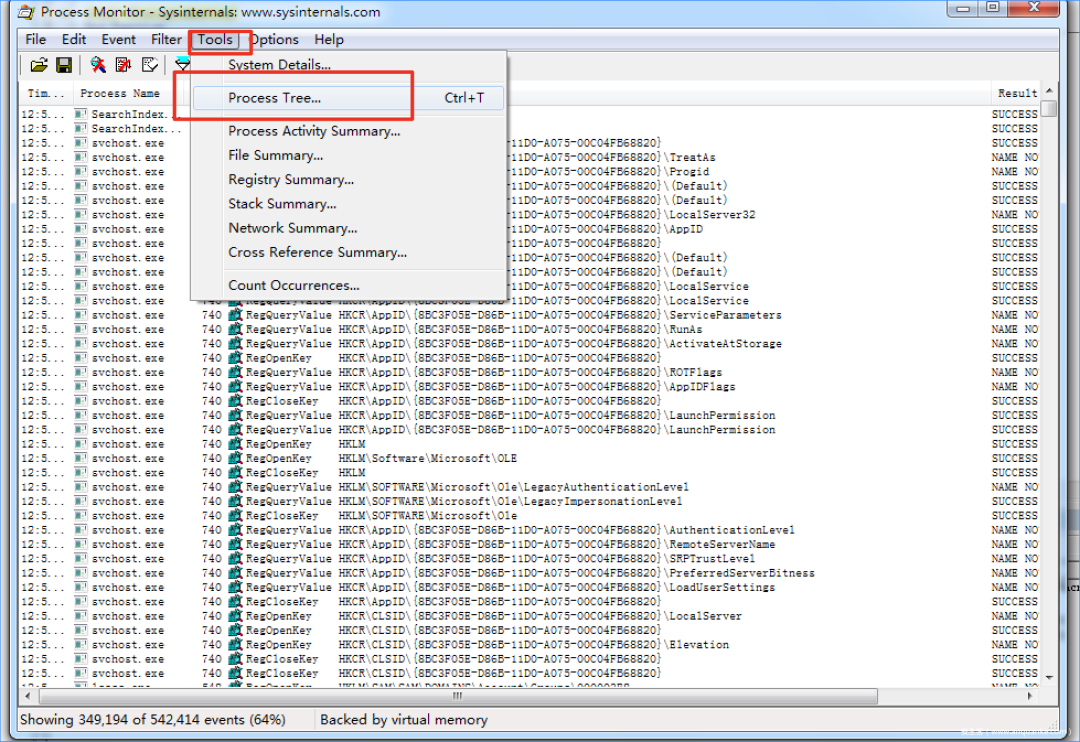 Process Monitor - Sysinternals: www.sysinternals.com
File Edit Event Filter Tools Options Help
System Details...
Process Tree... Ctrl+T
Process Activity Summary...
File Summary...
Registry Summary...
Stack Summary...
Network Summary...
Cross Reference Summary...
Count Occurrences...
Tim... Process Name Result
12:5... SearchIndex... SUCCESS
12:5... SearchIndex... SUCCESS
12:5... svchost.exe -11D0-A075-00C04FB68820} SUCCESS
12:5... svchost.exe -11D0-A075-00C04FB68820}\TreatAs NAME NO
12:5... svchost.exe -11D0-A075-00C04FB68820}\Progid NAME NO
12:5... svchost.exe -11D0-A075-00C04FB68820}\(Default) SUCCESS
12:5... svchost.exe -11D0-A075-00C04FB68820}\(Default) SUCCESS
12:5... svchost.exe -11D0-A075-00C04FB68820}\LocalServer32 NAME NO
12:5... svchost.exe -11D0-A075-00C04FB68820}\AppID NAME NO
12:5... svchost.exe -11D0-A075-00C04FB68820} SUCCESS
12:5... svchost.exe -11D0-A075-00C04FB68820}\(Default) SUCCESS
12:5... svchost.exe -11D0-A075-00C04FB68820}\(Default) SUCCESS
12:5... svchost.exe -11D0-A075-00C04FB68820}\LocalService SUCCESS
12:5... svchost.exe 740 RegQueryValue HKCR\AppID\{8BC3F05E-D86B-11D0-A075-00C04FB68820}\LocalService SUCCESS
12:5... svchost.exe 740 RegQueryValue HKCR\AppID\{8BC3F05E-D86B-11D0-A075-00C04FB68820}\ServiceParameters NAME NO
12:5... svchost.exe 740 RegQueryValue HKCR\AppID\{8BC3F05E-D86B-11D0-A075-00C04FB68820}\RunAs NAME NO
12:5... svchost.exe 740 RegQueryValue HKCR\AppID\{8BC3F05E-D86B-11D0-A075-00C04FB68820}\ActivateAtStorage NAME NO
12:5... svchost.exe 740 RegOpenKey HKCR\AppID\{8BC3F05E-D86B-11D0-A075-00C04FB68820} SUCCESS
12:5... svchost.exe 740 RegQueryValue HKCR\AppID\{8BC3F05E-D86B-11D0-A075-00C04FB68820}\ROTFlags NAME NO
12:5... svchost.exe 740 RegQueryValue HKCR\AppID\{8BC3F05E-D86B-11D0-A075-00C04FB68820}\AppIDFlags NAME NO
12:5... svchost.exe 740 RegCloseKey HKCR\AppID\{8BC3F05E-D86B-11D0-A075-00C04FB68820} SUCCESS
12:5... svchost.exe 740 RegQueryValue HKCR\AppID\{8BC3F05E-D86B-11D0-A075-00C04FB68820}\LaunchPermission NAME NO
12:5... svchost.exe 740 RegQueryValue HKCR\AppID\{8BC3F05E-D86B-11D0-A075-00C04FB68820}\LaunchPermission NAME NO
12:5... svchost.exe 740 RegOpenKey HKLM SUCCESS
12:5... svchost.exe 740 RegOpenKey HKLM\Software\Microsoft\OLE SUCCESS
12:5... svchost.exe 740 RegCloseKey HKLM SUCCESS
12:5... svchost.exe 740 RegQueryValue HKLM\SOFTWARE\Microsoft\Ole\LegacyAuthenticationLevel NAME NO
12:5... svchost.exe 740 RegQueryValue HKLM\SOFTWARE\Microsoft\Ole\LegacyImpersonationLevel SUCCESS
12:5... svchost.exe 740 RegCloseKey HKLM\SOFTWARE\Microsoft\Ole SUCCESS
12:5... svchost.exe 740 RegQueryValue HKCR\AppID\{8BC3F05E-D86B-11D0-A075-00C04FB68820}\AuthenticationLevel NAME NO
12:5... svchost.exe 740 RegQueryValue HKCR\AppID\{8BC3F05E-D86B-11D0-A075-00C04FB68820}\RemoteServerName NAME NO
12:5... svchost.exe 740 RegQueryValue HKCR\AppID\{8BC3F05E-D86B-11D0-A075-00C04FB68820}\SRPTrustLevel NAME NO
12:5... svchost.exe 740 RegQueryValue HKCR\AppID\{8BC3F05E-D86B-11D0-A075-00C04FB68820}\PreferredServerBitness NAME NO
12:5... svchost.exe 740 RegQueryValue HKCR\AppID\{8BC3F05E-D86B-11D0-A075-00C04FB68820}\LoadUserSettings NAME NO
12:5... svchost.exe 740 RegCloseKey HKCR\AppID\{8BC3F05E-D86B-11D0-A075-00C04FB68820} SUCCESS
12:5... svchost.exe 740 RegOpenKey HKCR\CLSID\{8BC3F05E-D86B-11D0-A075-00C04FB68820}\LocalServer NAME NO
12:5... svchost.exe 740 RegOpenKey HKCR\CLSID\{8BC3F05E-D86B-11D0-A075-00C04FB68820} SUCCESS
12:5... svchost.exe 740 RegOpenKey HKCR\CLSID\{8BC3F05E-D86B-11D0-A075-00C04FB68820}\Elevation NAME NO
12:5... svchost.exe 740 RegCloseKey HKCR\CLSID\{8BC3F05E-D86B-11D0-A075-00C04FB68820} SUCCESS
12:5... svchost.exe 740 RegCloseKey HKCR\CLSID\{8BC3F05E-D86B-11D0-A075-00C04FB68820} SUCCESS
Showing 349,194 of 542,414 events (64%) Backed by virtual memory